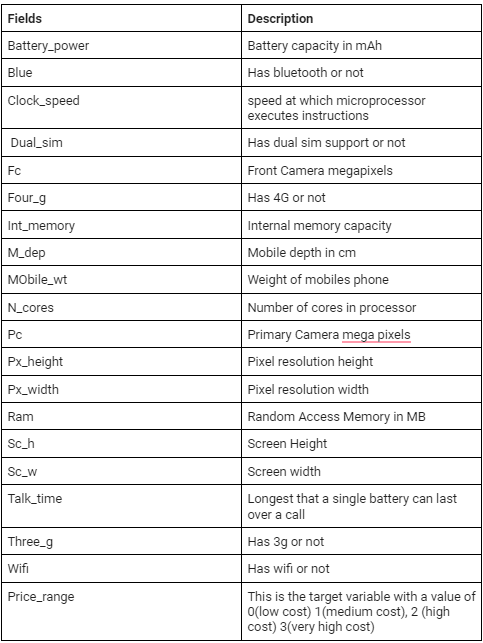 Fields Description
Battery_power Battery capacity in mAh
Blue Has bluetooth or not
Clock_speed speed at which microprocessor
executes instructions
Dual_sim Has dual sim support or not
Fc Front Camera megapixels
Four_g Has 4G or not
Int_memory Internal memory capacity
M_dep Mobile depth in cm
MObile_wt Weight of mobiles phone
N_cores Number of cores in processor
Pc Primary Camera mega pixels
Px_height Pixel resolution height
Px_width Pixel resolution width
Ram Random Access Memory in MB
Sc_h Screen Height
Sc_w Screen width
Talk_time Longest that a single battery can last
over a call
Three_g Has 3g or not
Wifi Has wifi or not
Price_range This is the target variable with a value of
0(low cost) 1(medium cost), 2 (high
cost) 3(very high cost)